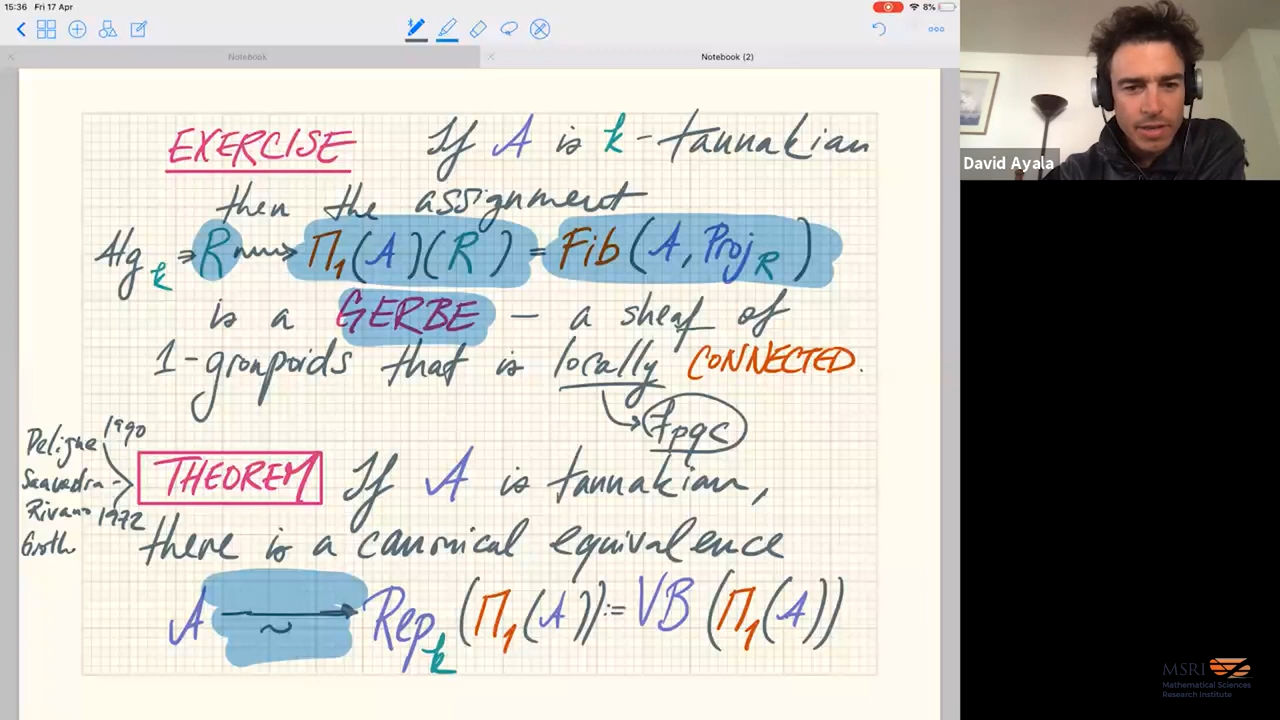 15:36 Fri 17 Apr
8%
Notebook
Notebook (2)
EXERCISE If A is k-tannakian
then the assignment
Alg_k ∋ R ⇝ Π₁(A)(R) = Fib(A, Proj_R)
is a GERBE — a sheaf of
1-groupoids that is locally CONNECTED.
fpqc
Deligne 1990
Saavedra-
Rivano 1972
Groth
THEOREM If A is tannakian,
there is a canonical equivalence
A ⟶ ~ Rep_k (Π₁(A)) := VB (Π₁(A))
David Ayala
MSRI
Mathematical Sciences
Research Institute